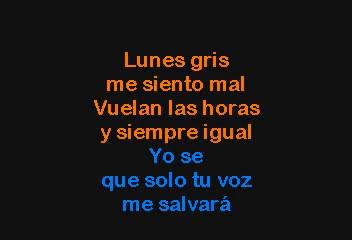 Lunes gris
me siento mal
Vuelan las horas
y siempre igual
Yo se
que solo tu voz
me salvará